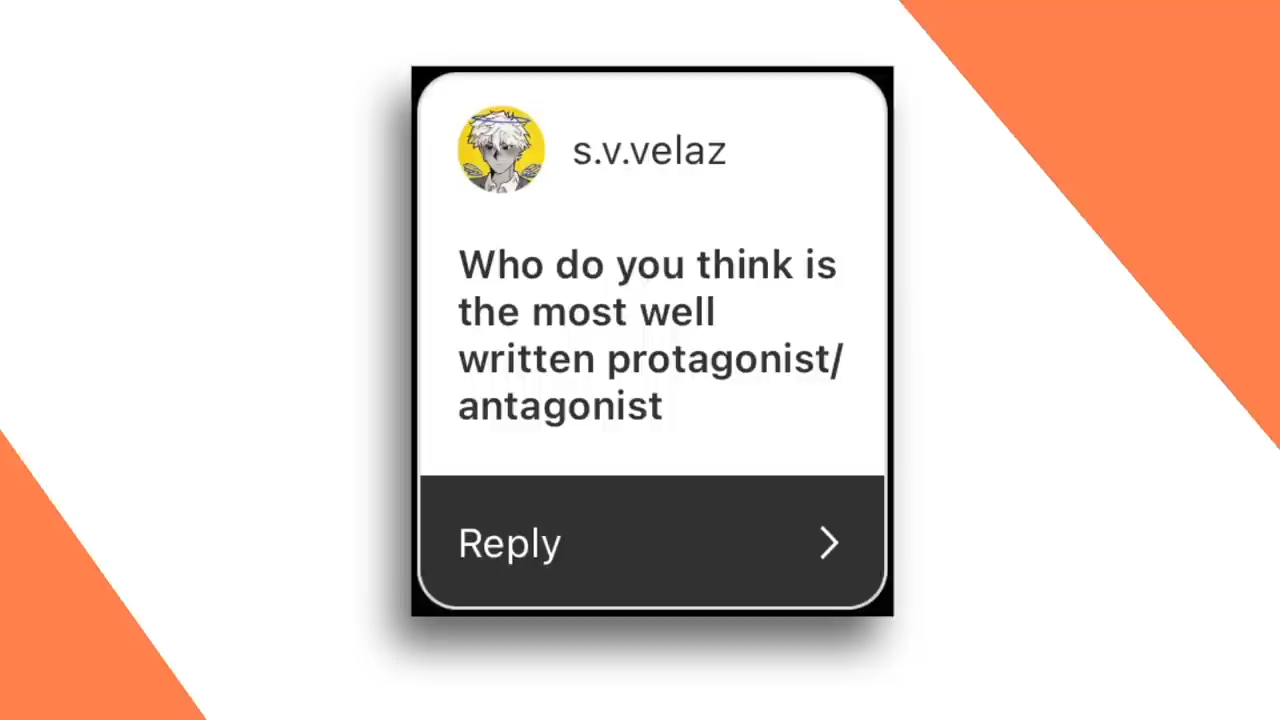 s.v.velaz
Who do you think is
the most well
written protagonist/
antagonist
Reply